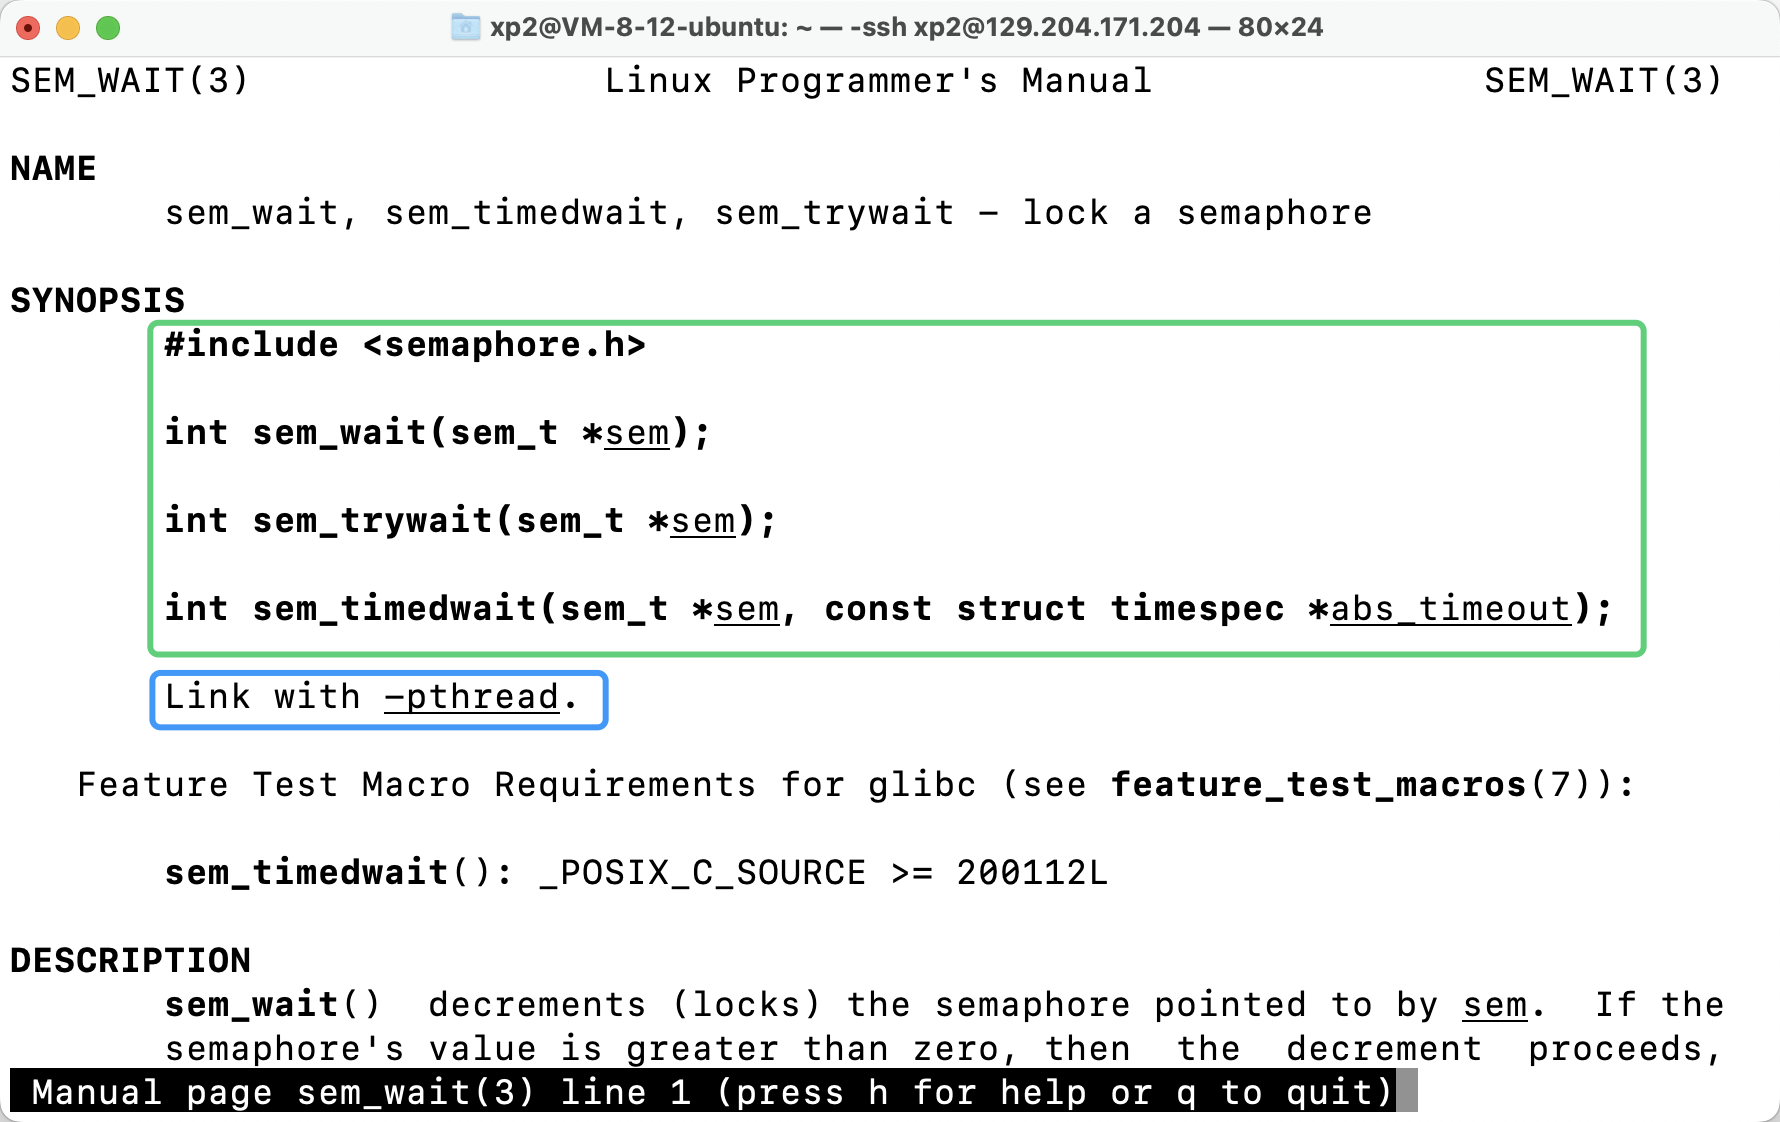 xp2@VM-8-12-ubuntu: ~ — -ssh xp2@129.204.171.204 — 80×24
SEM_WAIT(3) Linux Programmer's Manual SEM_WAIT(3)
NAME
sem_wait, sem_timedwait, sem_trywait – lock a semaphore
SYNOPSIS
#include <semaphore.h>
int sem_wait(sem_t *sem);
int sem_trywait(sem_t *sem);
int sem_timedwait(sem_t *sem, const struct timespec *abs_timeout);
Link with –pthread.
Feature Test Macro Requirements for glibc (see feature_test_macros(7)):
sem_timedwait(): _POSIX_C_SOURCE >= 200112L
DESCRIPTION
sem_wait() decrements (locks) the semaphore pointed to by sem. If the
semaphore's value is greater than zero, then the decrement proceeds,
Manual page sem_wait(3) line 1 (press h for help or q to quit)